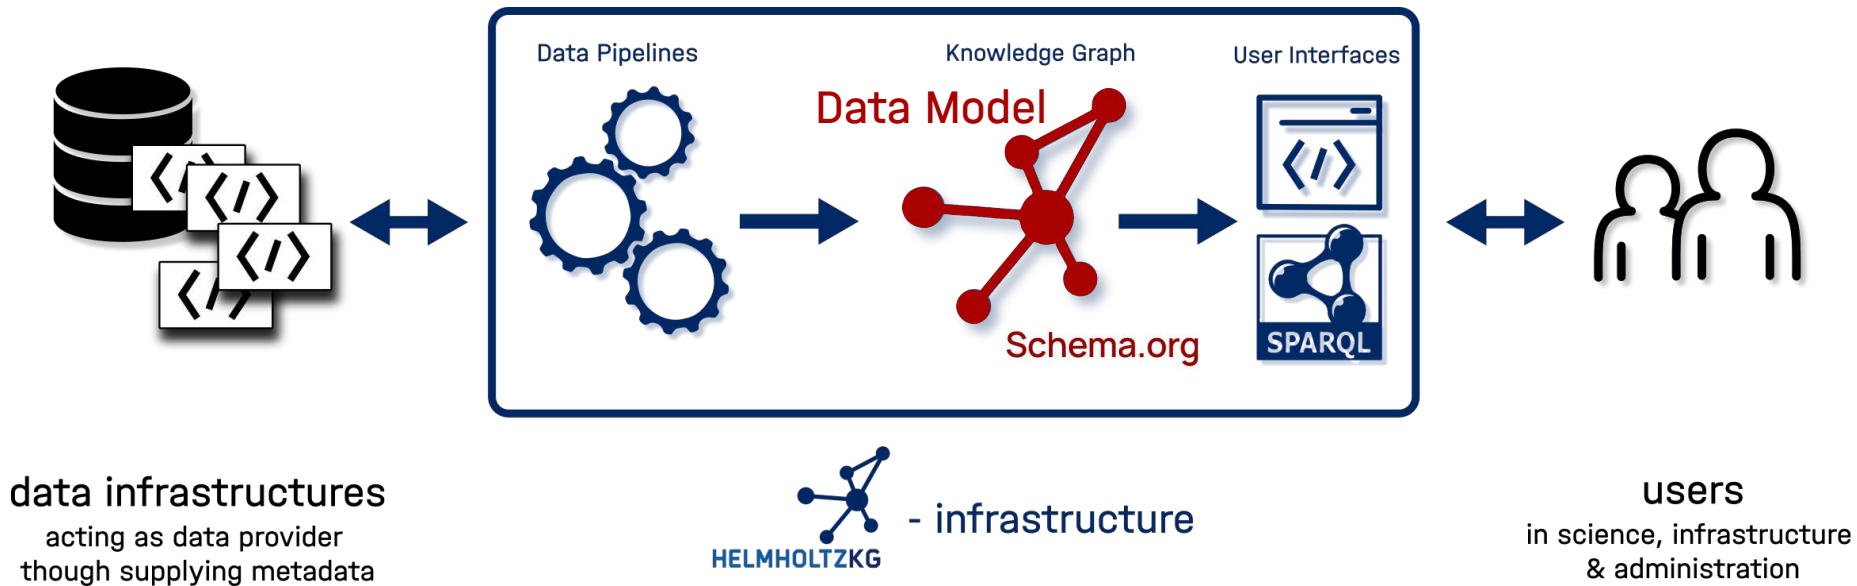 Data Pipelines
Knowledge Graph
User Interfaces
Data Model
</>
</>
</>
</>
</>
Schema.org
SPARQL
data infrastructures
acting as data provider
though supplying metadata
HELMHOLTZKG
- infrastructure
users
in science, infrastructure
& administration